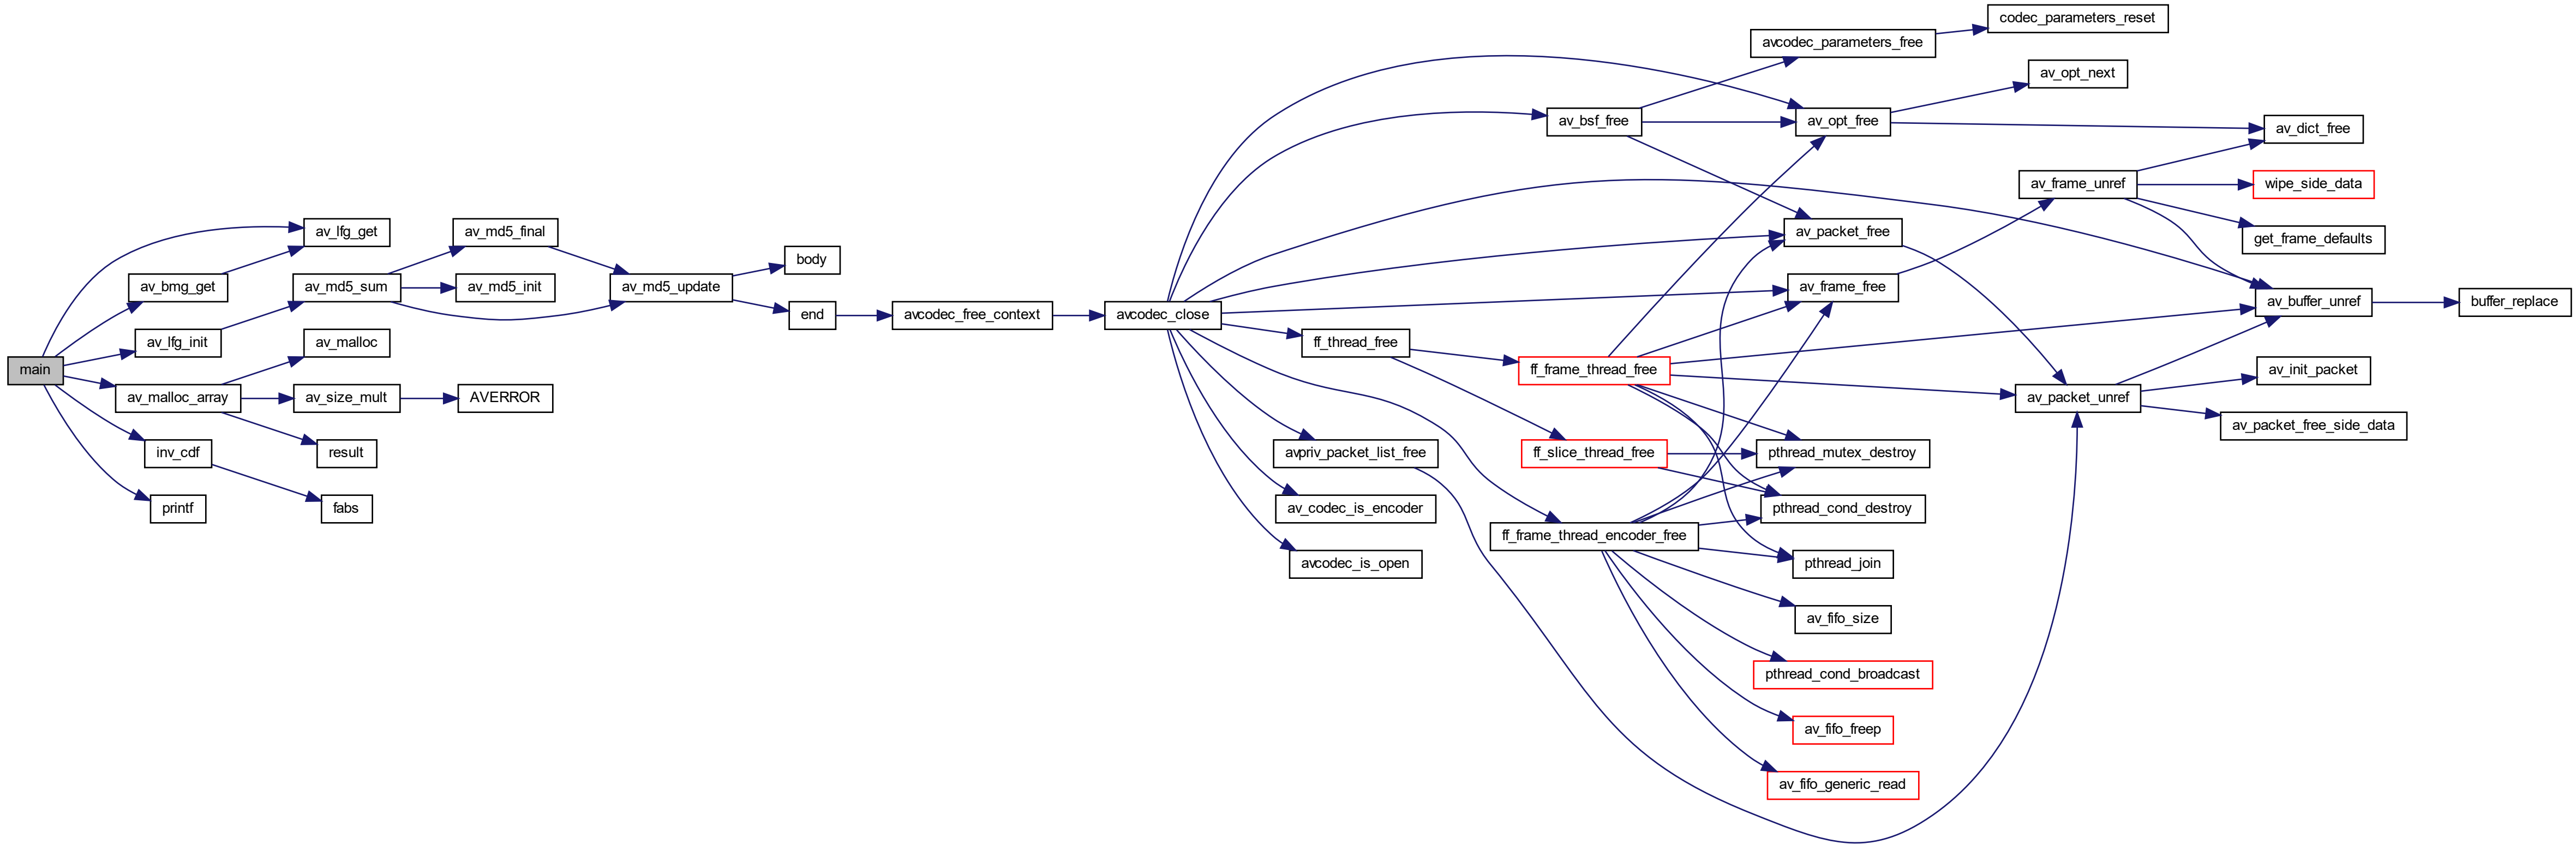 main
av_lfg_get
av_bmg_get
av_lfg_init
av_malloc_array
inv_cdf
printf
av_md5_sum
av_malloc
av_size_mult
result
fabs
av_md5_final
av_md5_init
AVERROR
av_md5_update
body
end
avcodec_free_context
avcodec_close
ff_thread_free
avpriv_packet_list_free
av_codec_is_encoder
avcodec_is_open
av_bsf_free
ff_frame_thread_free
ff_slice_thread_free
ff_frame_thread_encoder_free
avcodec_parameters_free
av_opt_free
av_packet_free
av_frame_free
pthread_mutex_destroy
pthread_cond_destroy
pthread_join
av_fifo_size
pthread_cond_broadcast
av_fifo_freep
av_fifo_generic_read
codec_parameters_reset
av_opt_next
av_frame_unref
av_packet_unref
av_dict_free
wipe_side_data
get_frame_defaults
av_buffer_unref
av_init_packet
av_packet_free_side_data
buffer_replace